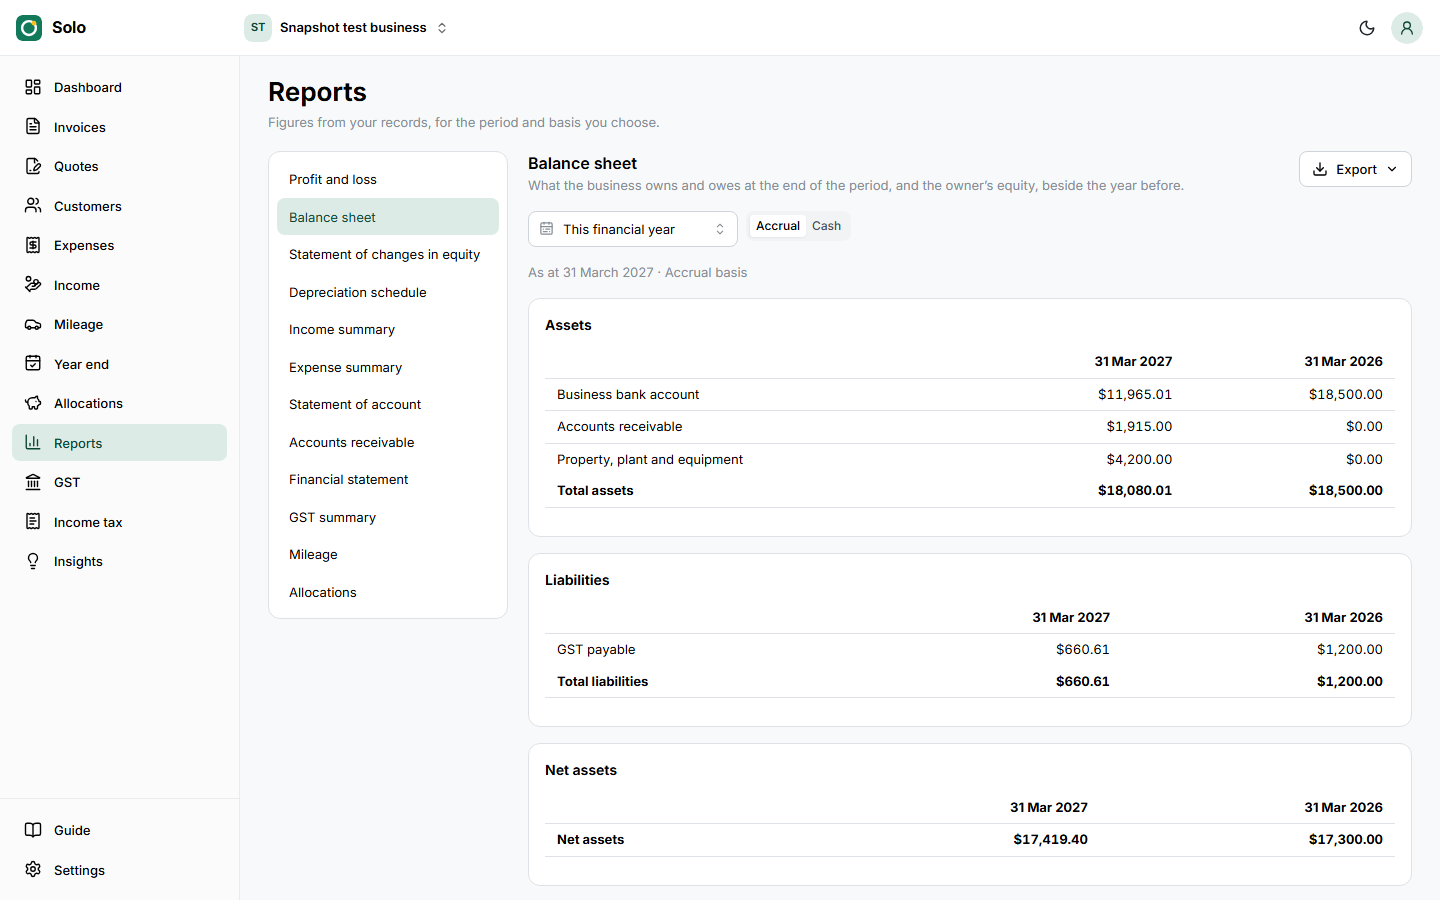 Solo
ST Snapshot test business
Dashboard
Invoices
Quotes
Customers
Expenses
Income
Mileage
Year end
Allocations
Reports
GST
Income tax
Insights
Guide
Settings
Reports
Figures from your records, for the period and basis you choose.
Profit and loss
Balance sheet
Statement of changes in equity
Depreciation schedule
Income summary
Expense summary
Statement of account
Accounts receivable
Financial statement
GST summary
Mileage
Allocations
Balance sheet
What the business owns and owes at the end of the period, and the owner’s equity, beside the year before.
Export
This financial year
Accrual Cash
As at 31 March 2027 · Accrual basis
Assets
31 Mar 2027 31 Mar 2026
Business bank account $11,965.01 $18,500.00
Accounts receivable $1,915.00 $0.00
Property, plant and equipment $4,200.00 $0.00
Total assets $18,080.01 $18,500.00
Liabilities
31 Mar 2027 31 Mar 2026
GST payable $660.61 $1,200.00
Total liabilities $660.61 $1,200.00
Net assets
31 Mar 2027 31 Mar 2026
Net assets $17,419.40 $17,300.00